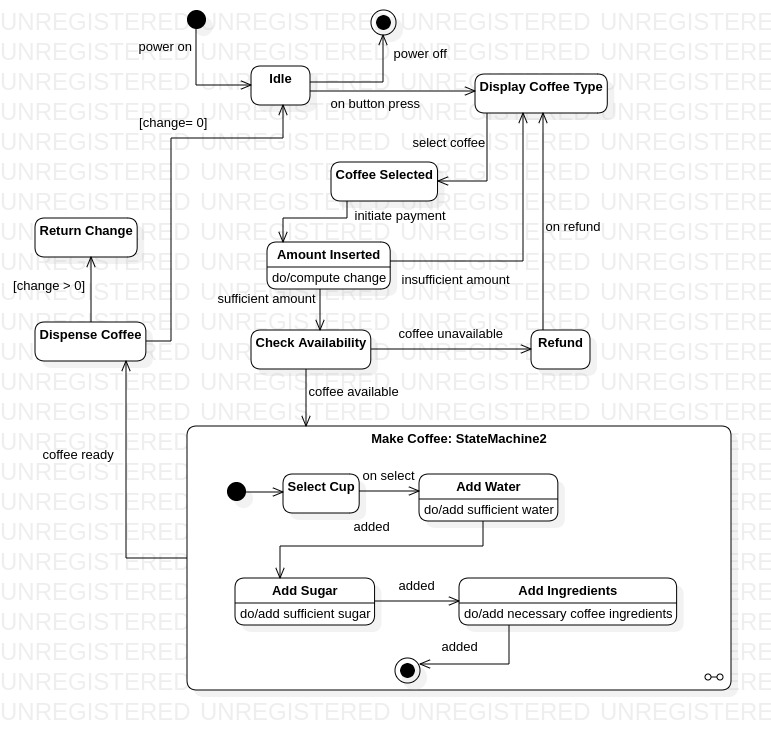 power on
power off
Idle
Display Coffee Type
on button press
[change= 0]
select coffee
Coffee Selected
initiate payment
Return Change
on refund
Amount Inserted
do/compute change
insufficient amount
[change > 0]
sufficient amount
Dispense Coffee
Check Availability
coffee unavailable
Refund
coffee available
Make Coffee: StateMachine2
coffee ready
on select
Select Cup
Add Water
do/add sufficient water
added
added
Add Sugar
do/add sufficient sugar
Add Ingredients
do/add necessary coffee ingredients
added
UNREGISTERED UNREGISTERED UNREGISTERED UNREGISTERED